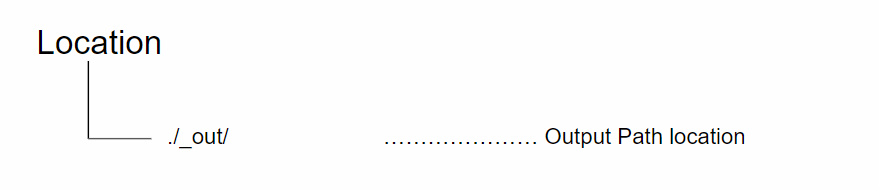 Location
./_out/ ………………… Output Path location